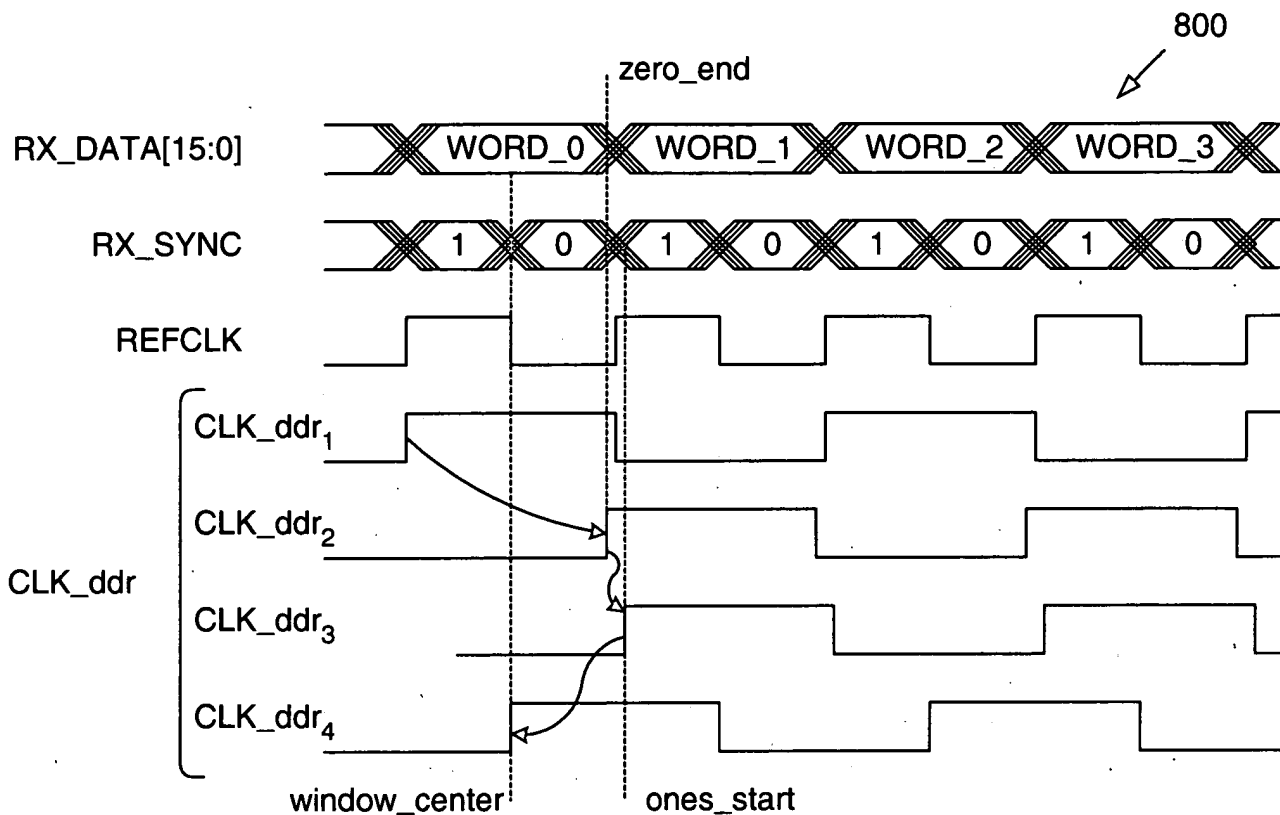 800
zero_end
RX_DATA[15:0] WORD_0 WORD_1 WORD_2 WORD_3
RX_SYNC 1 0 1 0 1 0 1 0
REFCLK
CLK_ddr1
CLK_ddr2
CLK_ddr
CLK_ddr3
CLK_ddr4
window_center ones_start